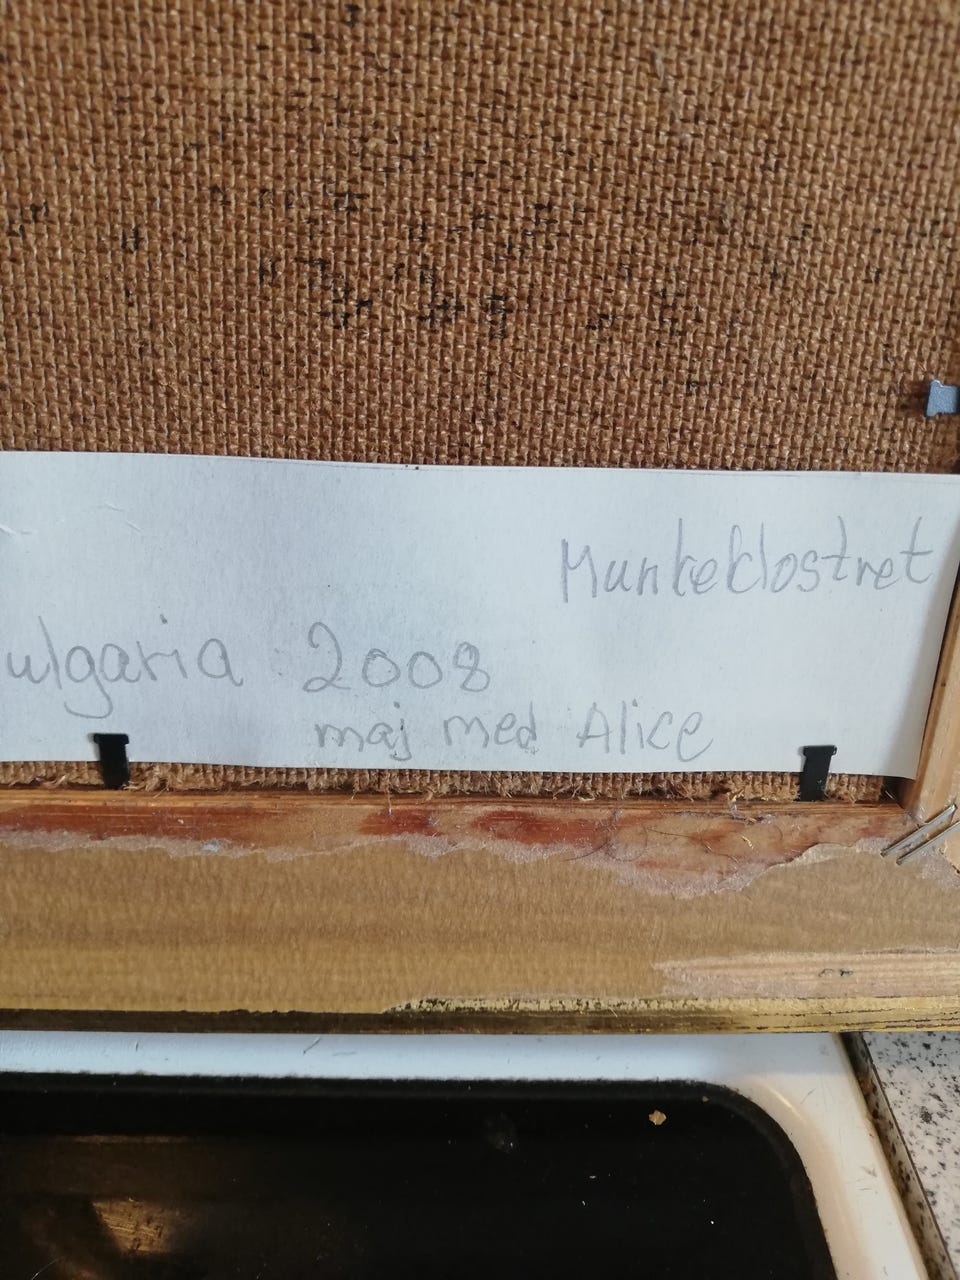 Munkeklostret
ulgaria 2008
maj med Alice